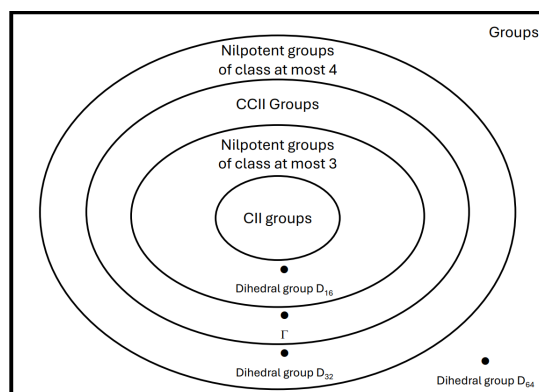 Groups
Nilpotent groups
of class at most 4
CCII Groups
Nilpotent groups
of class at most 3
CII groups
Dihedral group D₁₆
Γ
Dihedral group D₃₂
Dihedral group D₆₄